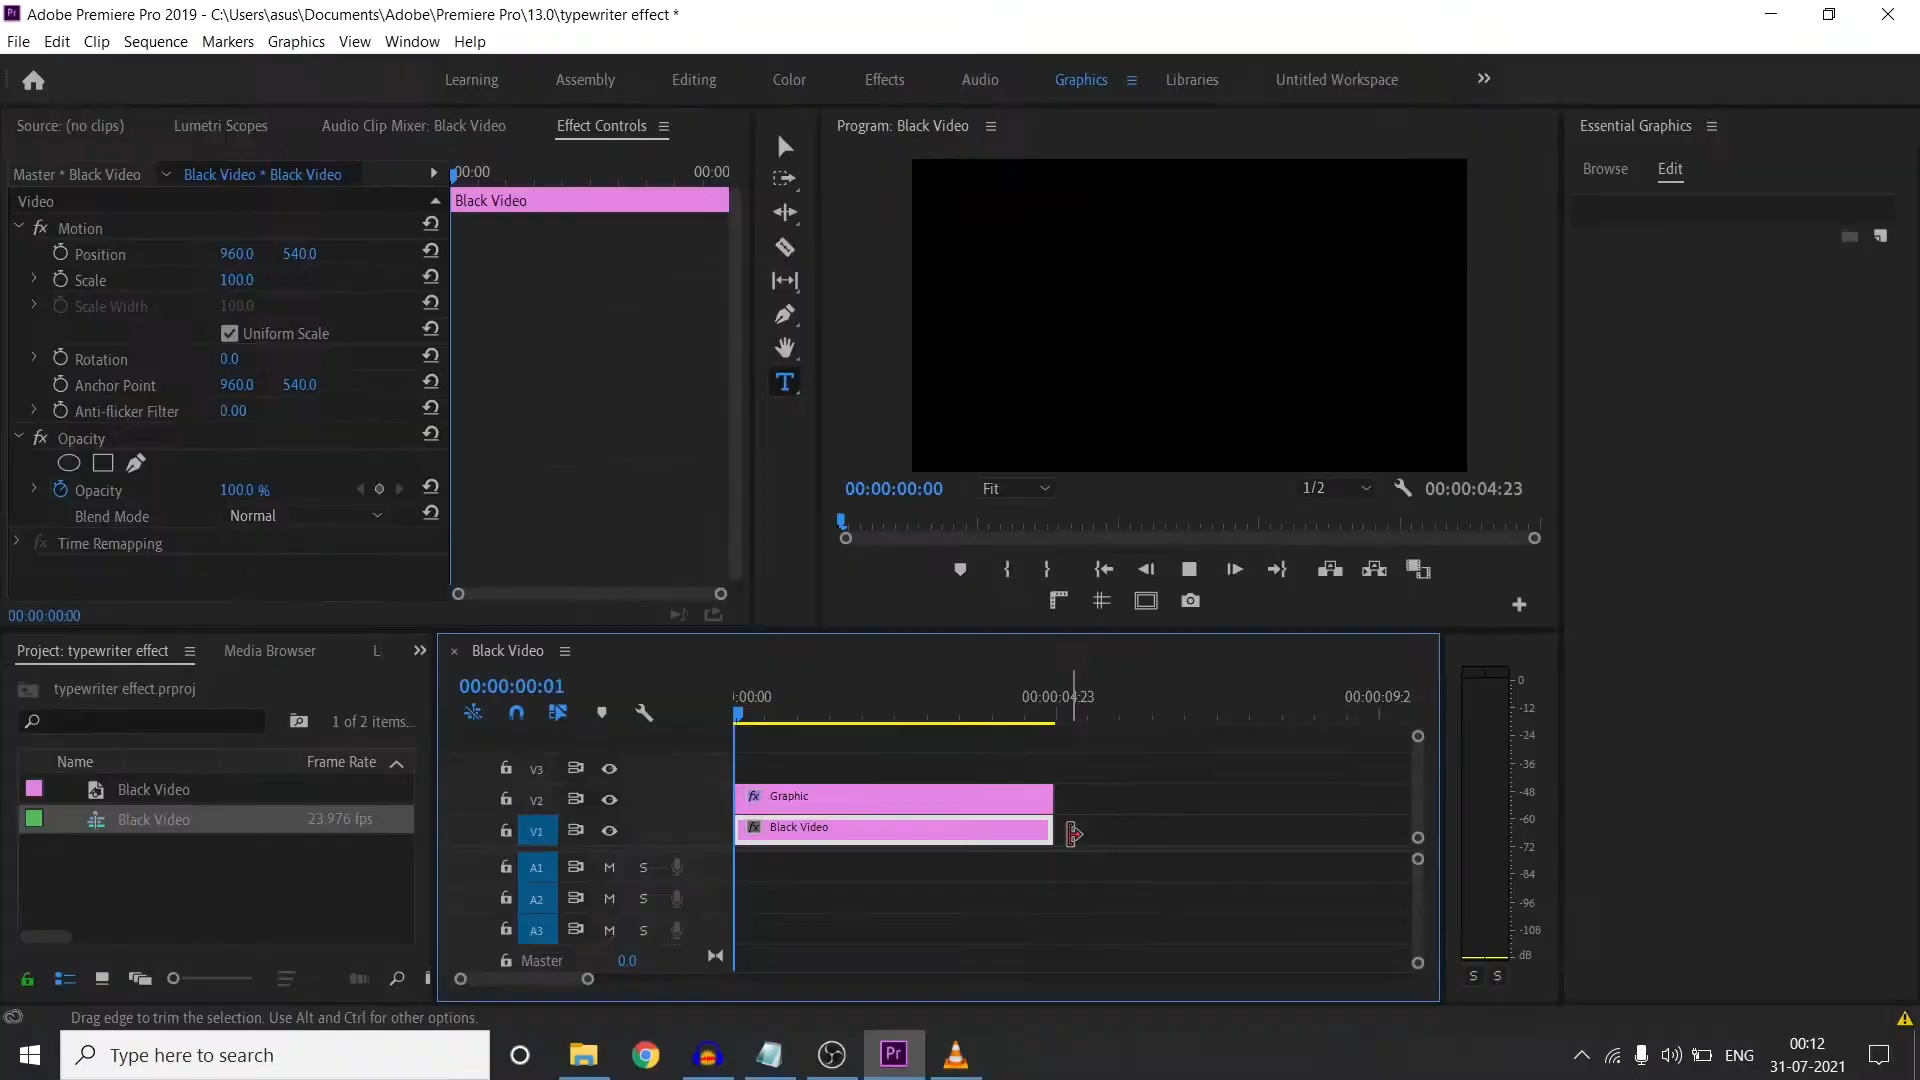 Adobe Premiere Pro 2019 - C:\Users\asus\Documents\Adobe\Premiere Pro\13.0\typewriter effect *
File Edit Clip Sequence Markers Graphics View Window Help
Learning Assembly Editing Color Effects Audio Graphics Libraries Untitled Workspace
Source: (no clips) Lumetri Scopes Audio Clip Mixer: Black Video Effect Controls
Program: Black Video
Essential Graphics
Browse Edit
Master * Black Video Black Video * Black Video
:00:00 00:00
Video
Black Video
fx Motion
Position 960.0 540.0
Scale 100.0
Scale Width 100.0
Uniform Scale
Rotation 0.0
Anchor Point 960.0 540.0
Anti-flicker Filter 0.00
fx Opacity
Opacity 100.0 %
Blend Mode Normal
fx Time Remapping
00:00:00:00
00:00:00:00 Fit 1/2 00:00:04:23
Project: typewriter effect Media Browser L
typewriter effect.prproj
1 of 2 items...
Name Frame Rate
Black Video
Black Video 23.976 fps
Black Video
00:00:00:01
:00:00 00:00:04:23 00:00:09:2
V3
V2
fx Graphic
V1
fx Black Video
A1 M S
A2 M S
A3 M S
Master 0.0
0
-12
-24
-36
-48
-60
-72
-84
-96
-108
dB
S S
Drag edge to trim the selection. Use Alt and Ctrl for other options.
Type here to search
Pr
ENG
00:12
31-07-2021